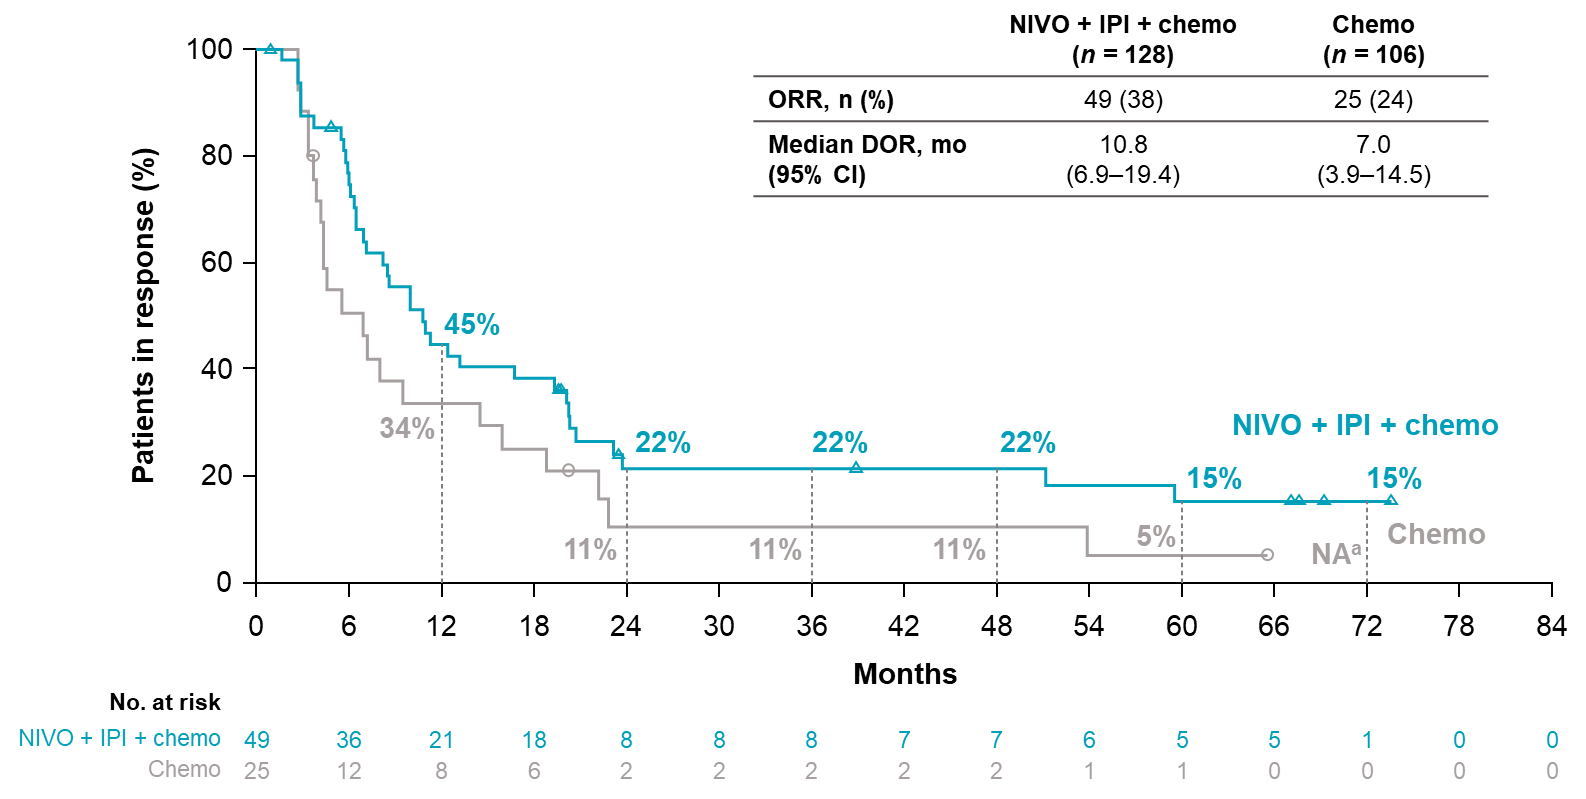 NIVO + IPI + chemo Chemo
(n = 128) (n = 106)
ORR, n (%) 49 (38) 25 (24)
Median DOR, mo 10.8 7.0
(95% CI) (6.9–19.4) (3.9–14.5)
Patients in response (%)
100
80
60
40
20
0
45%
34%
22% 22% 22%
15% 15%
11% 11% 11%
5%
NAᵃ
NIVO + IPI + chemo
Chemo
0 6 12 18 24 30 36 42 48 54 60 66 72 78 84
Months
No. at risk
NIVO + IPI + chemo 49 36 21 18 8 8 8 7 7 6 5 5 1 0 0
Chemo 25 12 8 6 2 2 2 2 2 1 1 0 0 0 0